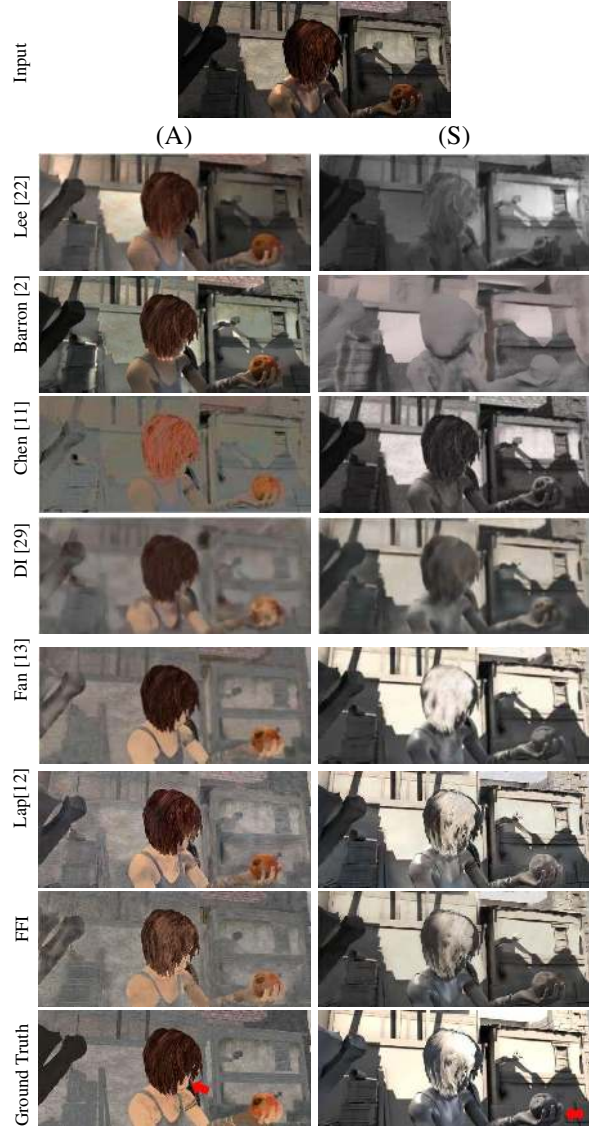 Input
(A) (S)
Lee [22]
Barron [2]
Chen [11]
DI [29]
Fan [13]
Lap[12]
FFI
Ground Truth